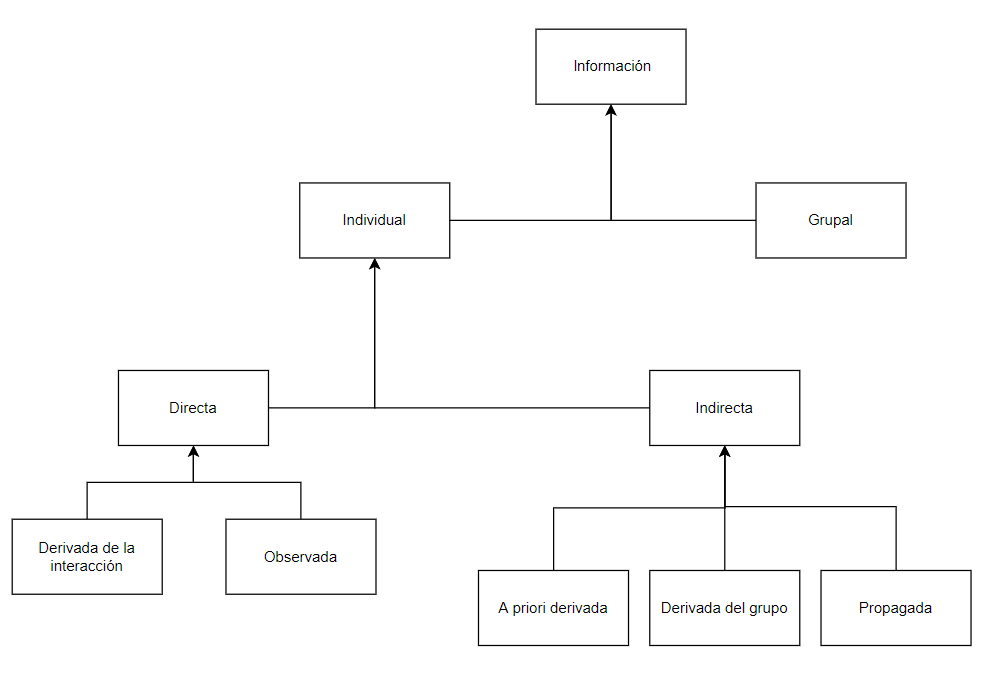 Información
Individual
Grupal
Directa
Indirecta
Derivada de la
interacción
Observada
A priori derivada
Derivada del grupo
Propagada